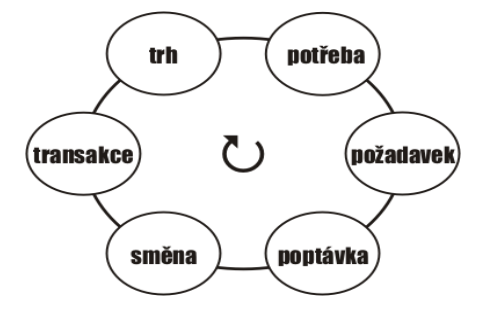 trh
potřeba
transakce
požadavek
směna
poptávka